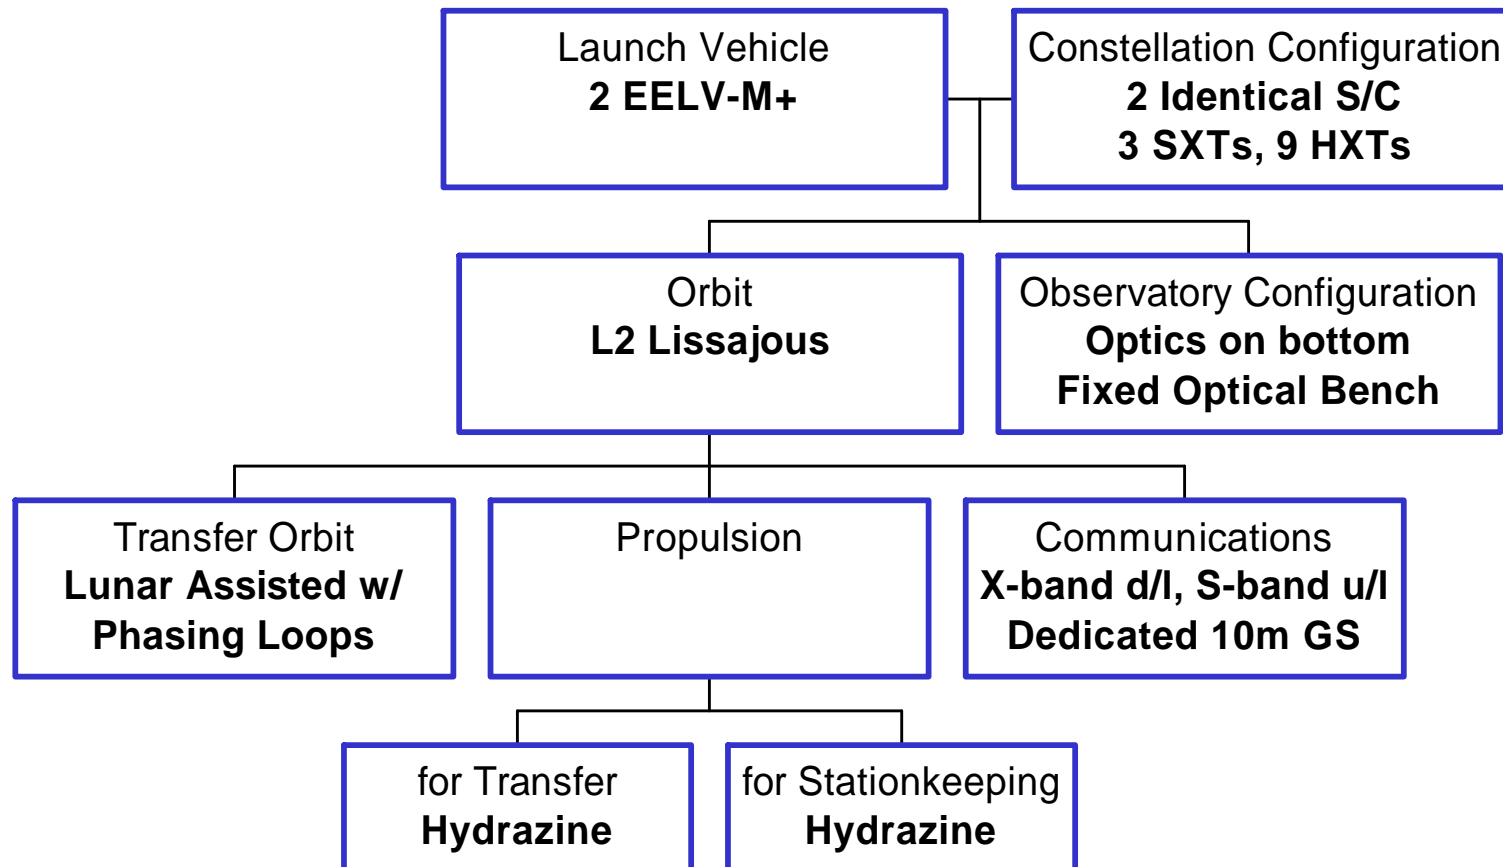 Launch Vehicle
2 EELV-M+
Constellation Configuration
2 Identical S/C
3 SXTs, 9 HXTs
Orbit
L2 Lissajous
Observatory Configuration
Optics on bottom
Fixed Optical Bench
Transfer Orbit
Lunar Assisted w/
Phasing Loops
Propulsion
Communications
X-band d/l, S-band u/l
Dedicated 10m GS
for Transfer
Hydrazine
for Stationkeeping
Hydrazine